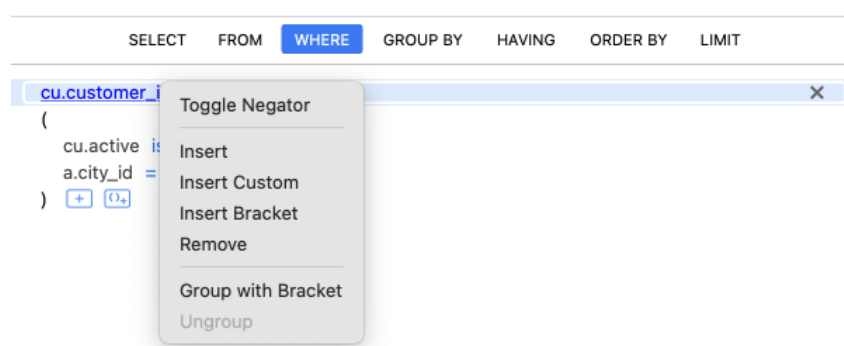 SELECT FROM WHERE GROUP BY HAVING ORDER BY LIMIT
cu.customer_i
(
cu.active is
a.city_id =
)
Toggle Negator
Insert
Insert Custom
Insert Bracket
Remove
Group with Bracket
Ungroup